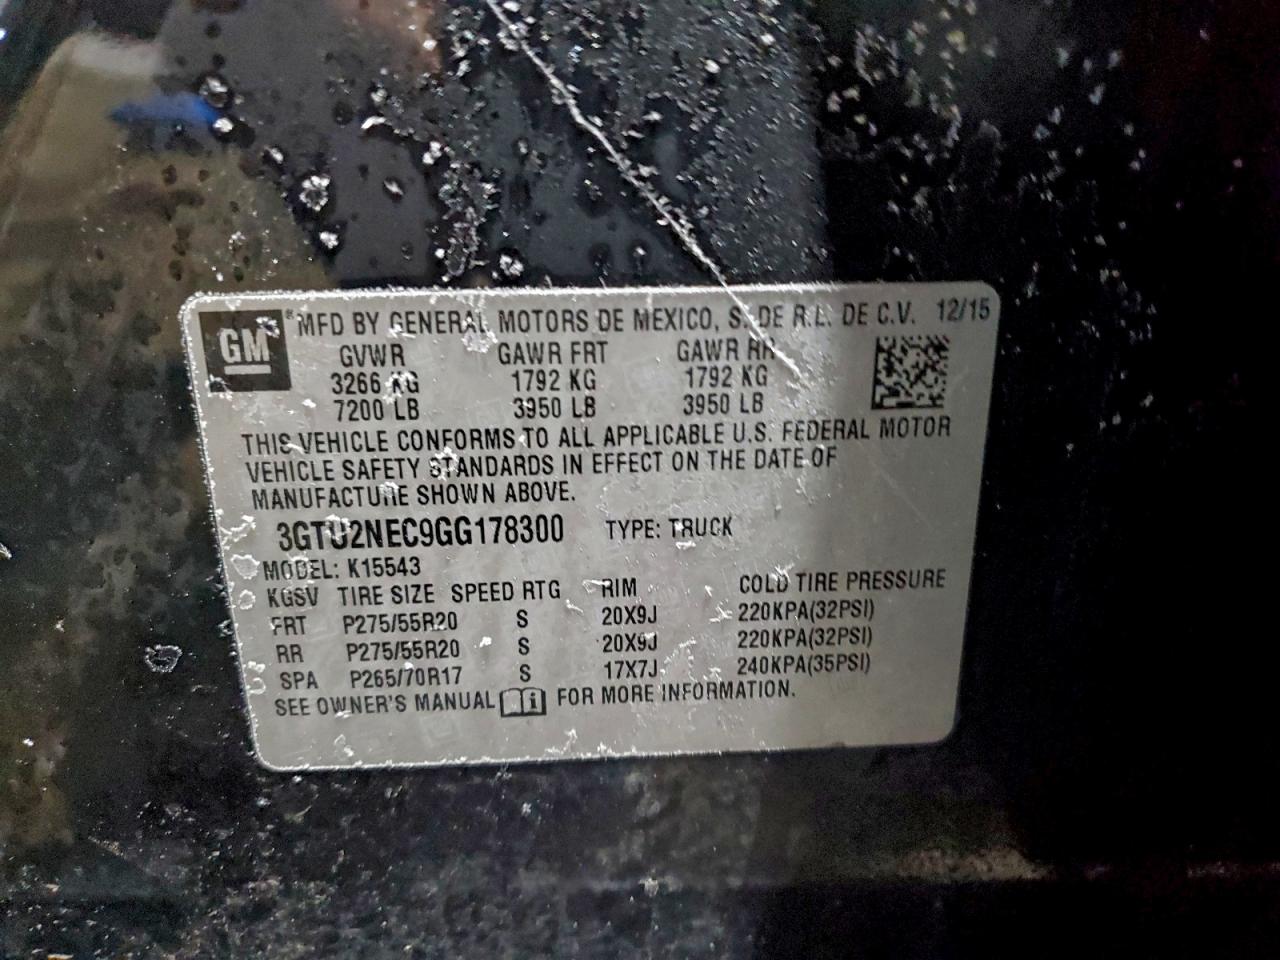 GM ® MFD BY GENERAL MOTORS DE MEXICO, S. DE R.L. DE C.V. 12/15
GVWR GAWR FRT GAWR RR
3266 KG 1792 KG 1792 KG
7200 LB 3950 LB 3950 LB
THIS VEHICLE CONFORMS TO ALL APPLICABLE U.S. FEDERAL MOTOR
VEHICLE SAFETY STANDARDS IN EFFECT ON THE DATE OF
MANUFACTURE SHOWN ABOVE.
3GTU2NEC9GG178300 TYPE: TRUCK
MODEL: K15543
KGSV TIRE SIZE SPEED RTG RIM COLD TIRE PRESSURE
FRT P275/55R20 S 20X9J 220KPA(32PSI)
RR P275/55R20 S 20X9J 220KPA(32PSI)
SPA P265/70R17 S 17X7J 240KPA(35PSI)
SEE OWNER'S MANUAL i FOR MORE INFORMATION.